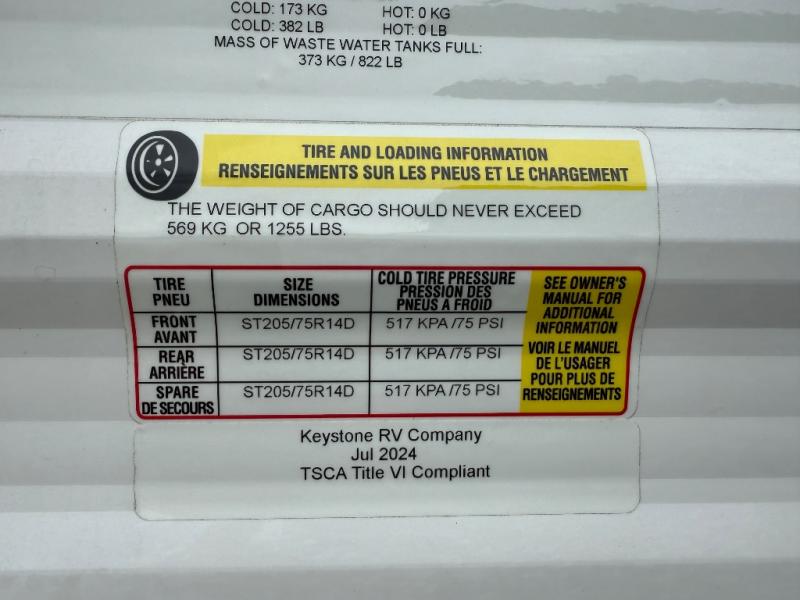 COLD: 173 KG HOT: 0 KG
COLD: 382 LB HOT: 0 LB
MASS OF WASTE WATER TANKS FULL:
373 KG / 822 LB
TIRE AND LOADING INFORMATION
RENSEIGNEMENTS SUR LES PNEUS ET LE CHARGEMENT
THE WEIGHT OF CARGO SHOULD NEVER EXCEED
569 KG OR 1255 LBS.
TIRE
PNEU
SIZE
DIMENSIONS
COLD TIRE PRESSURE
PRESSION DES
PNEUS A FROID
FRONT
AVANT
ST205/75R14D
517 KPA /75 PSI
REAR
ARRIÈRE
ST205/75R14D
517 KPA /75 PSI
SPARE
DE SECOURS
ST205/75R14D
517 KPA /75 PSI
SEE OWNER'S
MANUAL FOR
ADDITIONAL
INFORMATION
VOIR LE MANUEL
DE L'USAGER
POUR PLUS DE
RENSEIGNEMENTS
Keystone RV Company
Jul 2024
TSCA Title VI Compliant